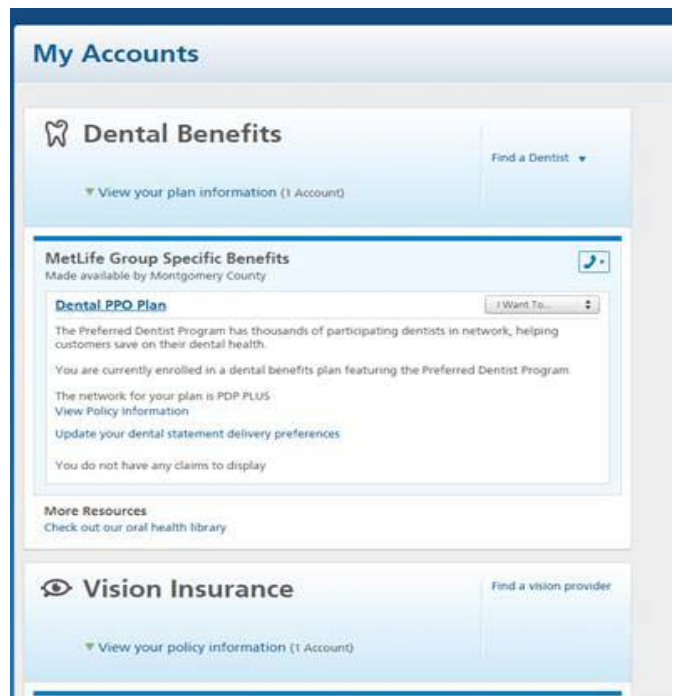 My Accounts
Dental Benefits
Find a Dentist
View your plan information (1 Account)
MetLife Group Specific Benefits
Made available by Montgomery County
Dental PPO Plan
I Want To...
The Preferred Dentist Program has thousands of participating dentists in network, helping
customers save on their dental health.
You are currently enrolled in a dental benefits plan featuring the Preferred Dentist Program
The network for your plan is PDP PLUS
View Policy Information
Update your dental statement delivery preferences
You do not have any claims to display
More Resources
Check out our oral health library
Vision Insurance
Find a vision provider
View your policy information (1 Account)